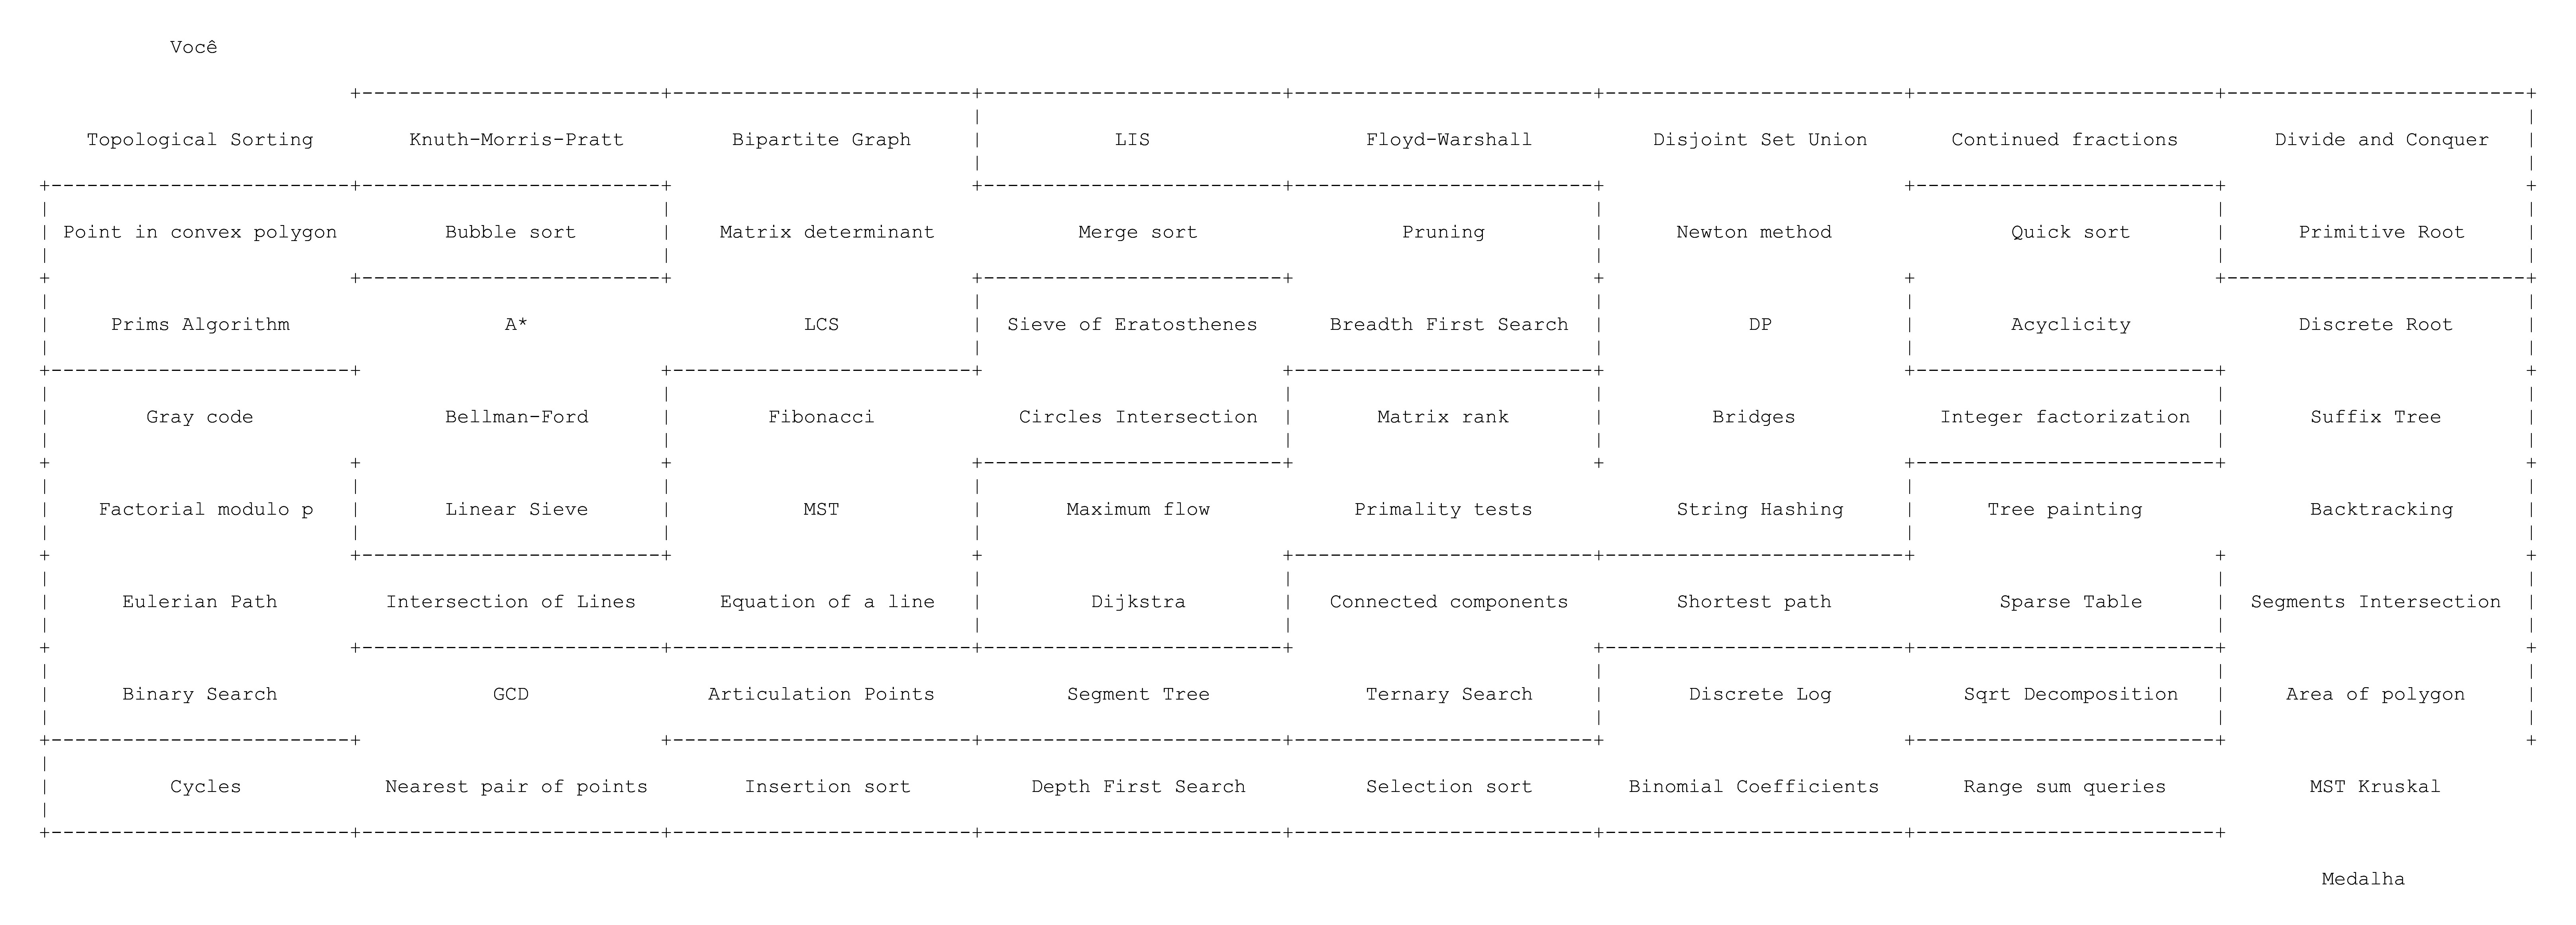 Você
Topological Sorting Knuth-Morris-Pratt Bipartite Graph LIS Floyd-Warshall Disjoint Set Union Continued fractions Divide and Conquer
Point in convex polygon Bubble sort Matrix determinant Merge sort Pruning Newton method Quick sort Primitive Root
Prims Algorithm A* LCS Sieve of Eratosthenes Breadth First Search DP Acyclicity Discrete Root
Gray code Bellman-Ford Fibonacci Circles Intersection Matrix rank Bridges Integer factorization Suffix Tree
Factorial modulo p Linear Sieve MST Maximum flow Primality tests String Hashing Tree painting Backtracking
Eulerian Path Intersection of Lines Equation of a line Dijkstra Connected components Shortest path Sparse Table Segments Intersection
Binary Search GCD Articulation Points Segment Tree Ternary Search Discrete Log Sqrt Decomposition Area of polygon
Cycles Nearest pair of points Insertion sort Depth First Search Selection sort Binomial Coefficients Range sum queries MST Kruskal
Medalha